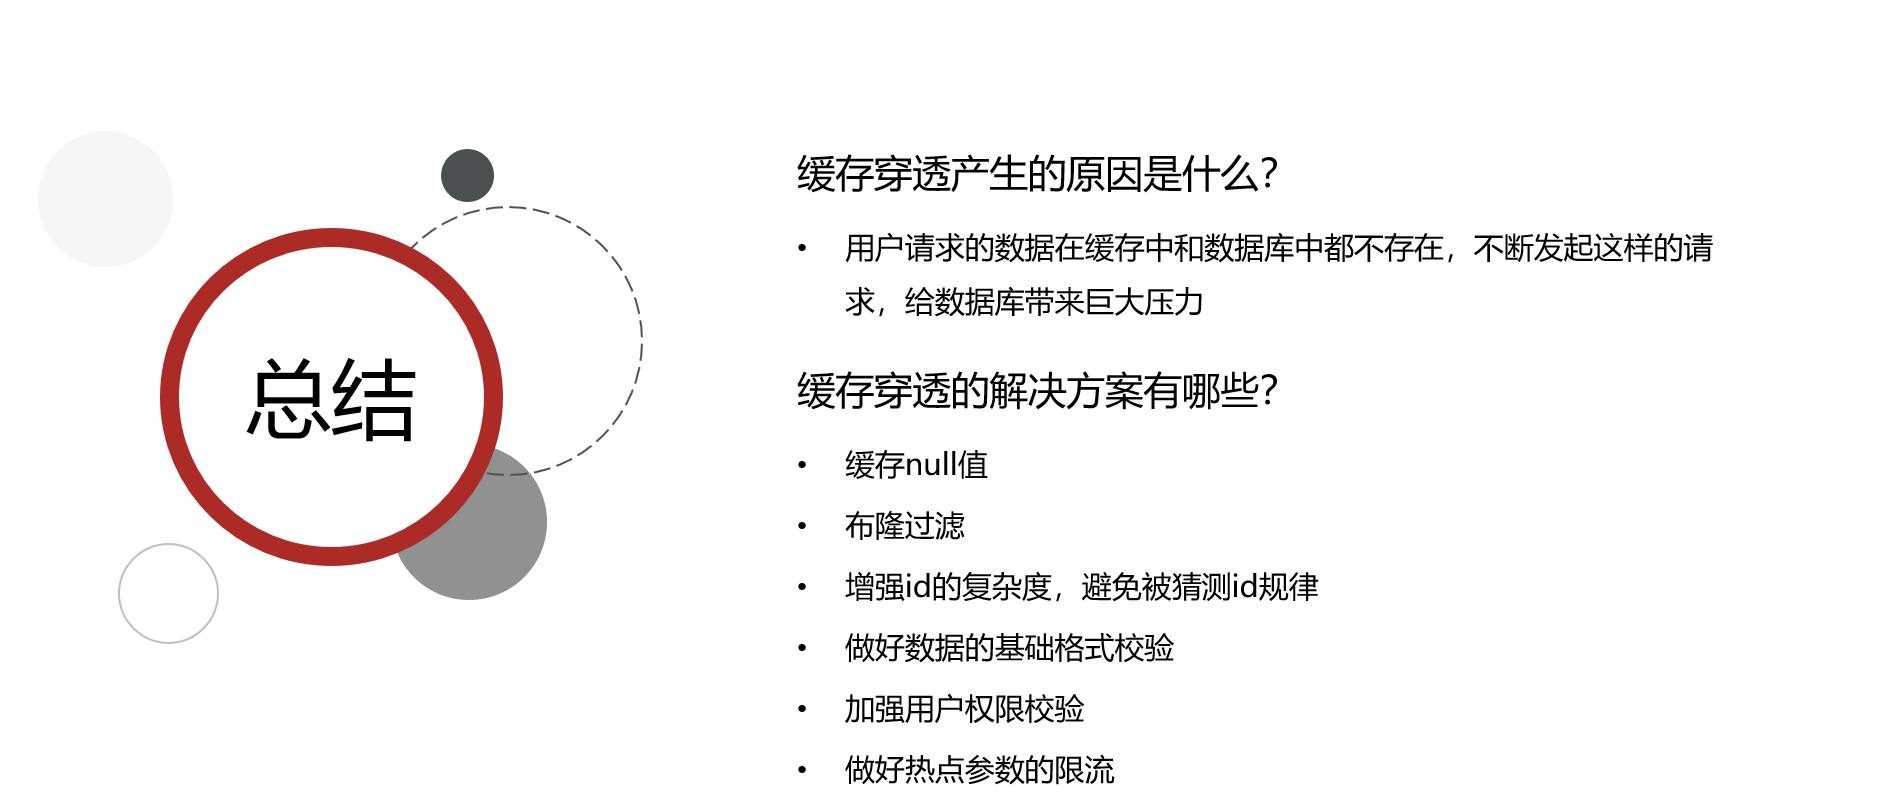 总结
缓存穿透产生的原因是什么？
• 用户请求的数据在缓存中和数据库中都不存在，不断发起这样的请
求，给数据库带来巨大压力
缓存穿透的解决方案有哪些？
• 缓存null值
• 布隆过滤
• 增强id的复杂度，避免被猜测id规律
• 做好数据的基础格式校验
• 加强用户权限校验
• 做好热点参数的限流